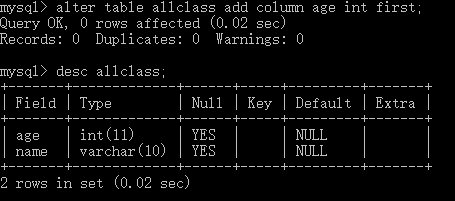 mysql> alter table allclass add column age int first;
Query OK, 0 rows affected (0.02 sec)
Records: 0  Duplicates: 0  Warnings: 0
mysql> desc allclass;
+-------+-------------+------+-----+---------+-------+
| Field | Type        | Null | Key | Default | Extra |
+-------+-------------+------+-----+---------+-------+
| age   | int(11)     | YES  |     | NULL    |       |
| name  | varchar(10) | YES  |     | NULL    |       |
+-------+-------------+------+-----+---------+-------+
2 rows in set (0.02 sec)